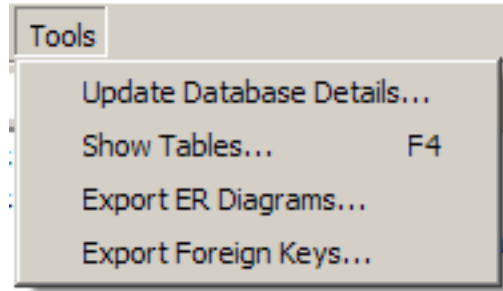 Tools
Update Database Details...
Show Tables... F4
Export ER Diagrams...
Export Foreign Keys...